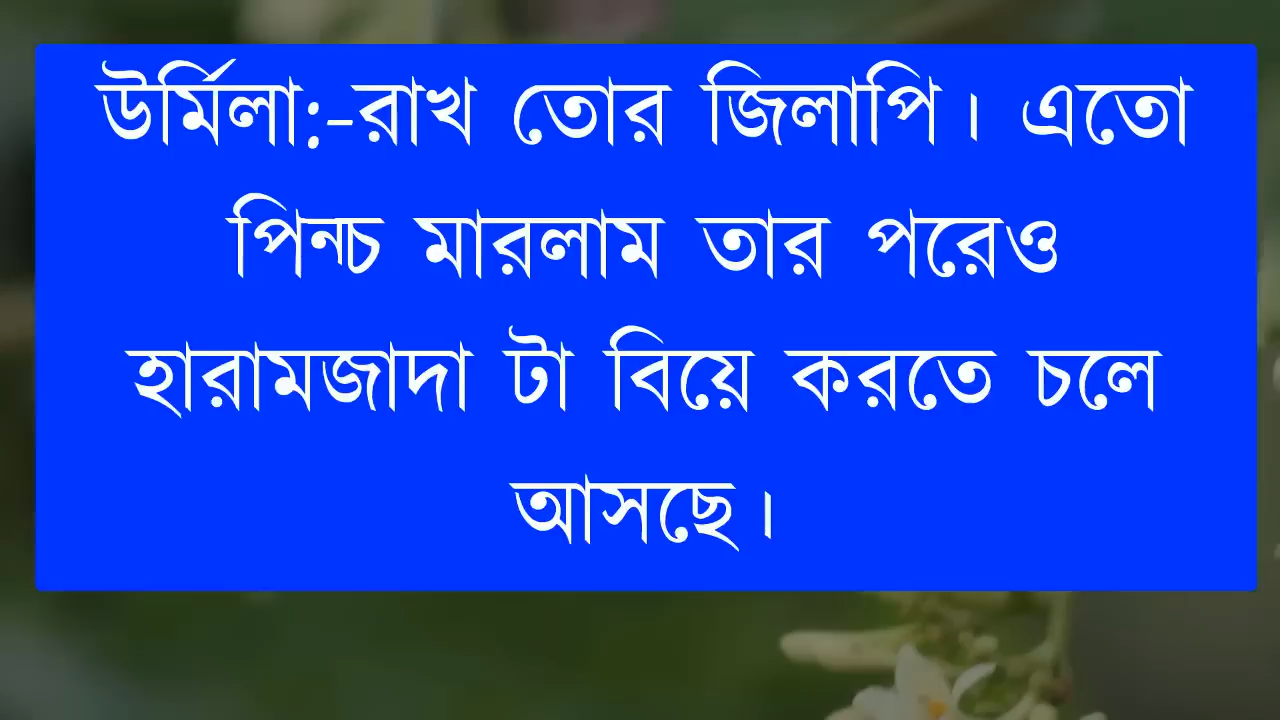 উর্মিলা:-রাখ তোর জিলাপি। এতো
পিন্চ মারলাম তার পরেও
হারামজাদা টা বিয়ে করতে চলে
আসছে।